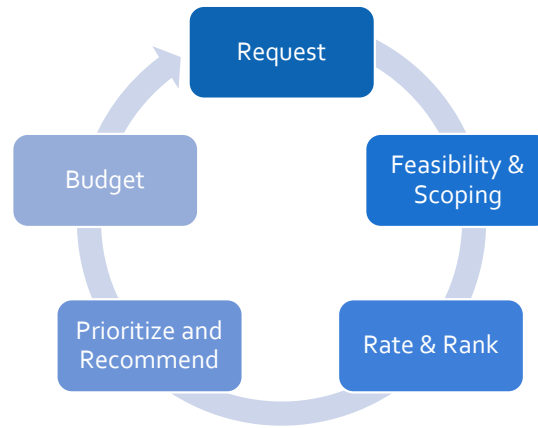 Request
Feasibility &
Scoping
Rate & Rank
Prioritize and
Recommend
Budget